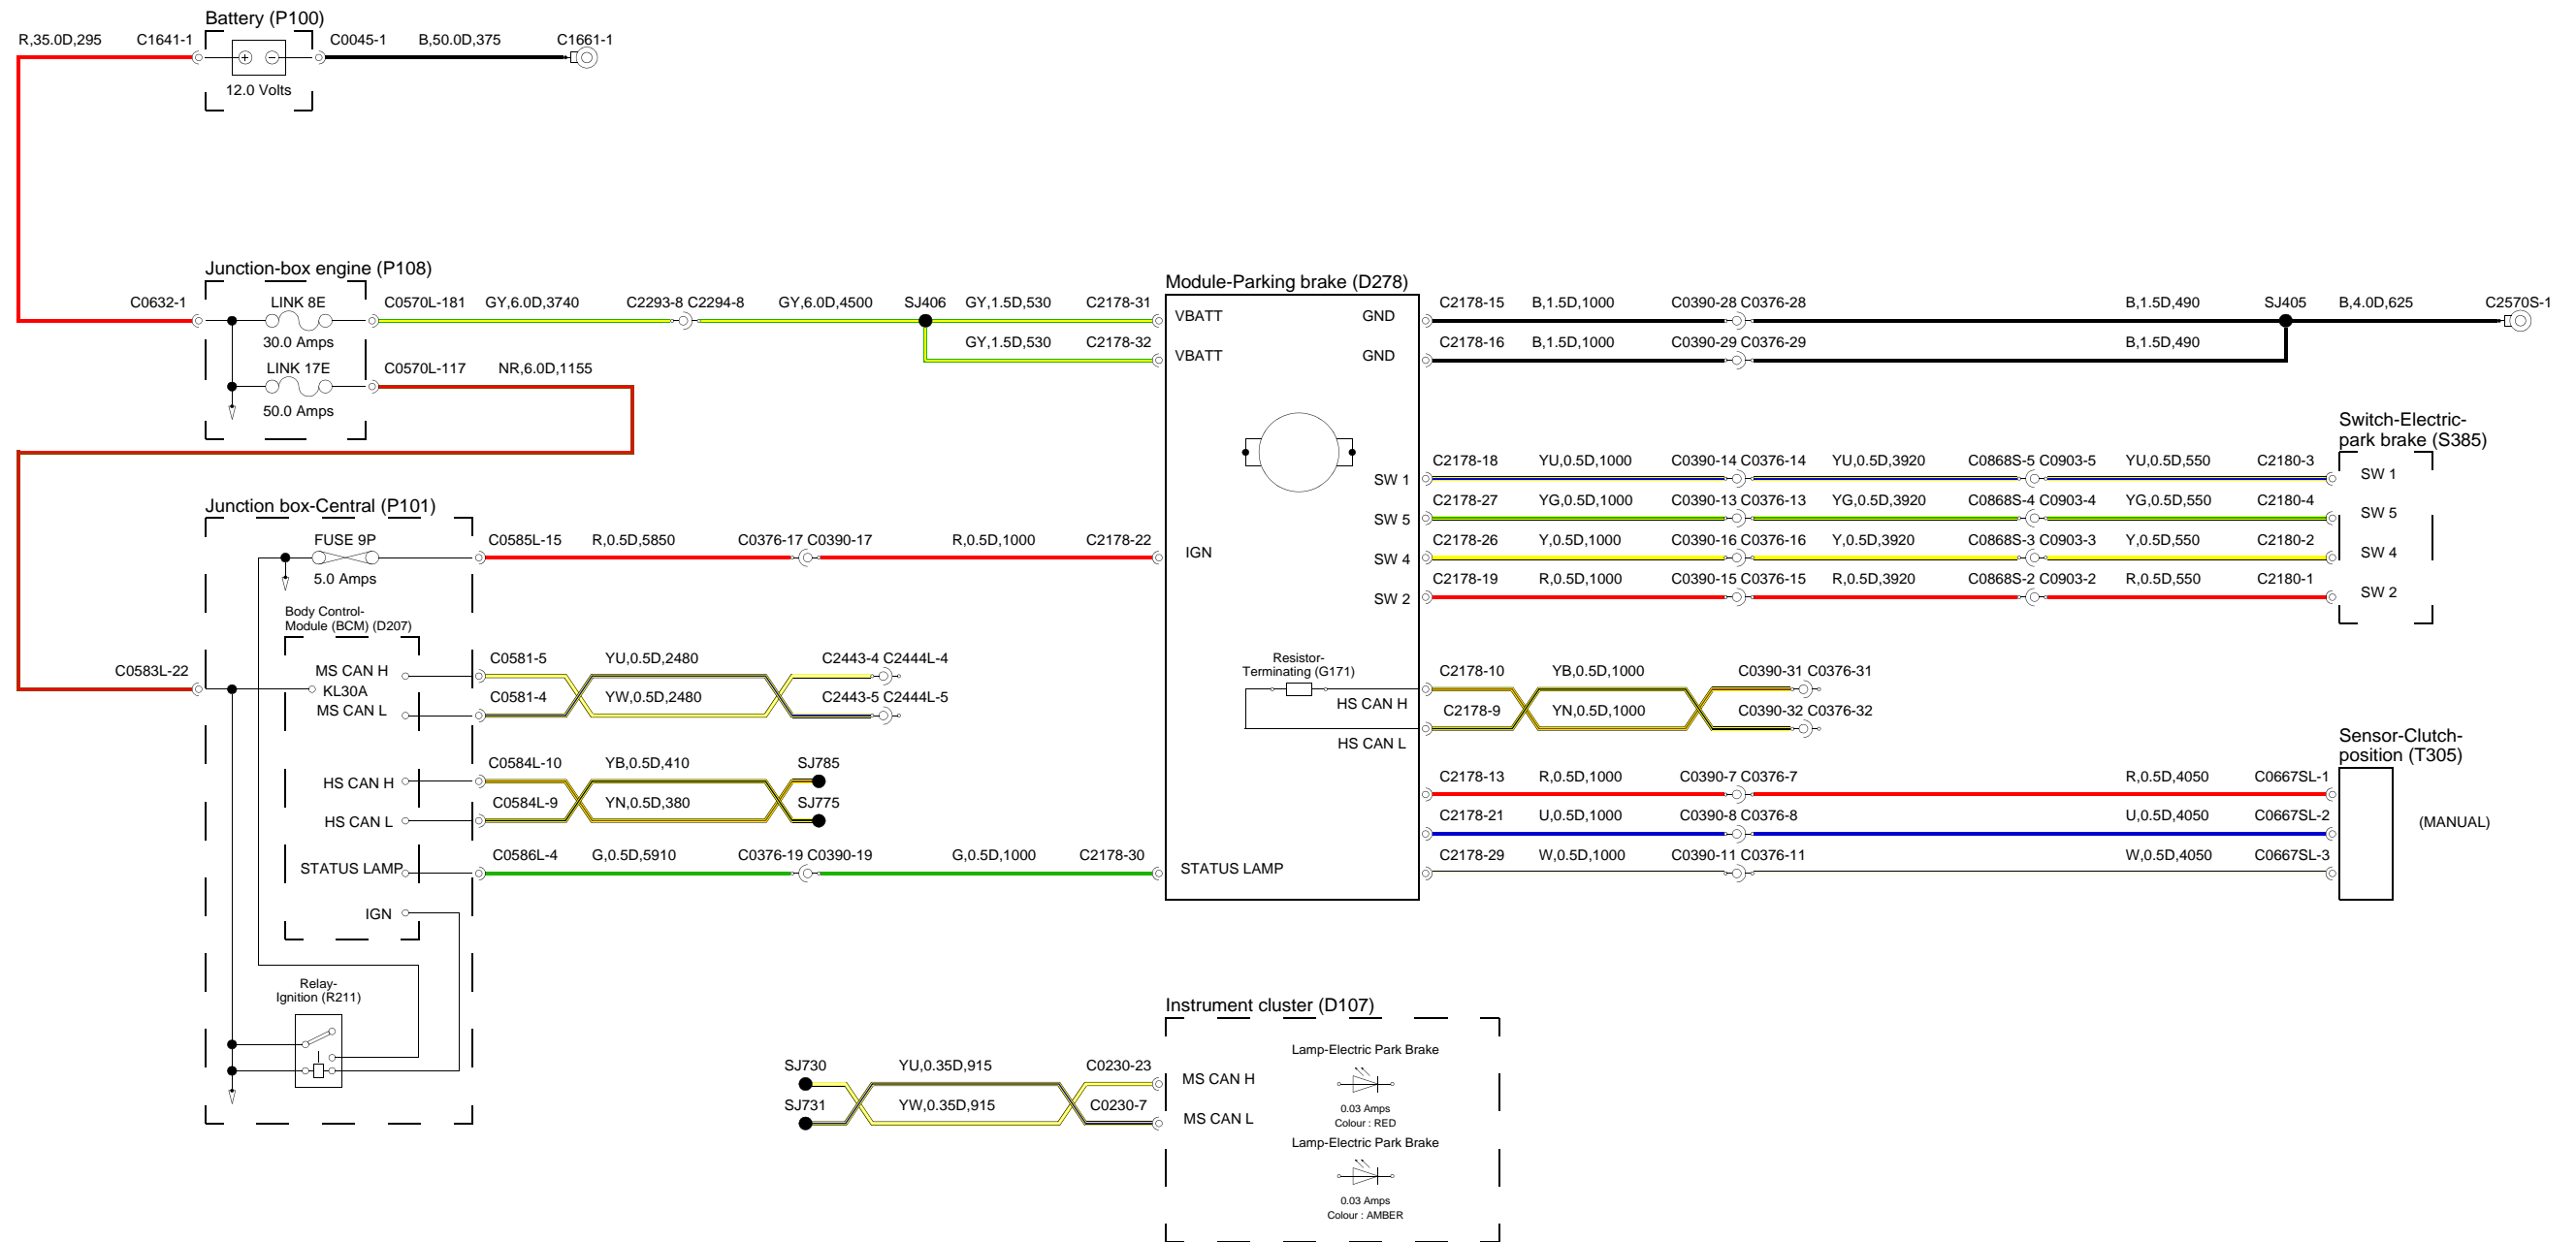 Battery (P100)
R,35.0D,295
C1641-1
C0045-1
B,50.0D,375
C1661-1
12.0 Volts
Junction-box engine (P108)
C0632-1
LINK 8E
30.0 Amps
C0570L-181
GY,6.0D,3740
C2293-8 C2294-8
GY,6.0D,4500
SJ406
GY,1.5D,530
C2178-31
GY,1.5D,530
C2178-32
LINK 17E
50.0 Amps
C0570L-117
NR,6.0D,1155
Module-Parking brake (D278)
VBATT
VBATT
GND
GND
C2178-15
B,1.5D,1000
C0390-28 C0376-28
B,1.5D,490
SJ405
B,4.0D,625
C2570S-1
C2178-16
B,1.5D,1000
C0390-29 C0376-29
B,1.5D,490
Switch-Electric-
park brake (S385)
SW 1
C2178-18
YU,0.5D,1000
C0390-14 C0376-14
YU,0.5D,3920
C0868S-5 C0903-5
YU,0.5D,550
C2180-3
SW 1
SW 5
C2178-27
YG,0.5D,1000
C0390-13 C0376-13
YG,0.5D,3920
C0868S-4 C0903-4
YG,0.5D,550
C2180-4
SW 5
SW 4
C2178-26
Y,0.5D,1000
C0390-16 C0376-16
Y,0.5D,3920
C0868S-3 C0903-3
Y,0.5D,550
C2180-2
SW 4
SW 2
C2178-19
R,0.5D,1000
C0390-15 C0376-15
R,0.5D,3920
C0868S-2 C0903-2
R,0.5D,550
C2180-1
SW 2
Junction box-Central (P101)
FUSE 9P
5.0 Amps
C0585L-15
R,0.5D,5850
C0376-17 C0390-17
R,0.5D,1000
C2178-22
IGN
Body Control-
Module (BCM) (D207)
C0583L-22
MS CAN H
KL30A
MS CAN L
C0581-5
YU,0.5D,2480
C2443-4 C2444L-4
C0581-4
YW,0.5D,2480
C2443-5 C2444L-5
HS CAN H
C0584L-10
YB,0.5D,410
SJ785
HS CAN L
C0584L-9
YN,0.5D,380
SJ775
STATUS LAMP
C0586L-4
G,0.5D,5910
C0376-19 C0390-19
G,0.5D,1000
C2178-30
STATUS LAMP
IGN
Relay-
Ignition (R211)
Resistor-
Terminating (G171)
HS CAN H
HS CAN L
C2178-10
YB,0.5D,1000
C0390-31 C0376-31
C2178-9
YN,0.5D,1000
C0390-32 C0376-32
Sensor-Clutch-
position (T305)
(MANUAL)
C2178-13
R,0.5D,1000
C0390-7 C0376-7
R,0.5D,4050
C0667SL-1
C2178-21
U,0.5D,1000
C0390-8 C0376-8
U,0.5D,4050
C0667SL-2
C2178-29
W,0.5D,1000
C0390-11 C0376-11
W,0.5D,4050
C0667SL-3
Instrument cluster (D107)
SJ730
YU,0.35D,915
C0230-23
MS CAN H
SJ731
YW,0.35D,915
C0230-7
MS CAN L
Lamp-Electric Park Brake
0.03 Amps
Colour : RED
Lamp-Electric Park Brake
0.03 Amps
Colour : AMBER